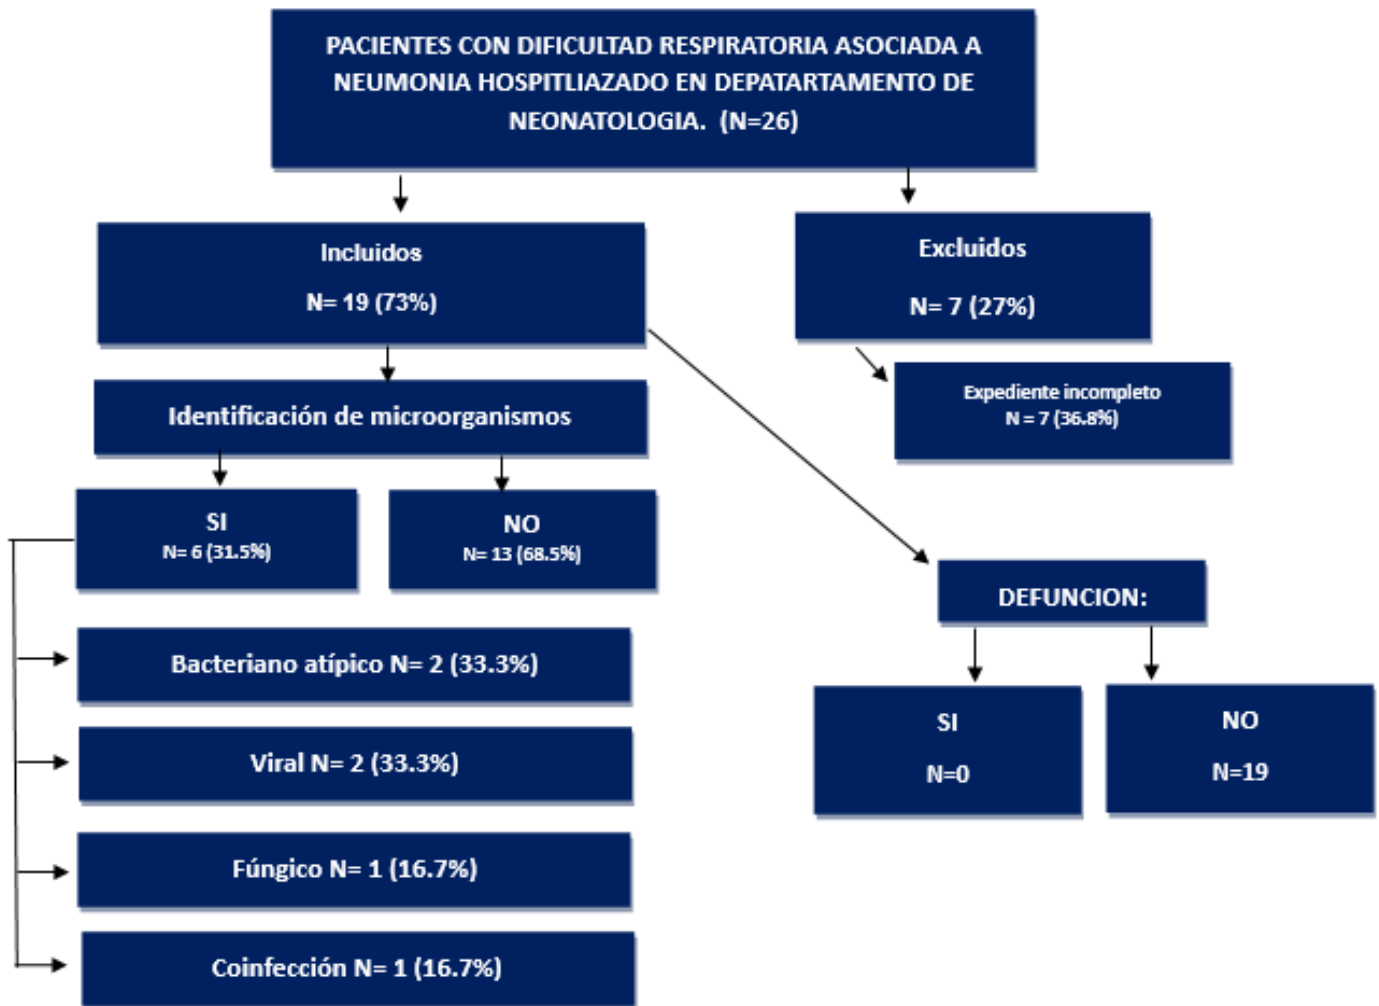 PACIENTES CON DIFICULTAD RESPIRATORIA ASOCIADA A
NEUMONIA HOSPITLIAZADO EN DEPATARTAMENTO DE
NEONATOLOGIA. (N=26)
Incluidos
N= 19 (73%)
Excluidos
N= 7 (27%)
Expediente incompleto
N = 7 (36.8%)
Identificación de microorganismos
SI
N= 6 (31.5%)
NO
N= 13 (68.5%)
Bacteriano atípico N= 2 (33.3%)
Viral N= 2 (33.3%)
Fúngico N= 1 (16.7%)
Coinfección N= 1 (16.7%)
DEFUNCION:
SI
N=0
NO
N=19